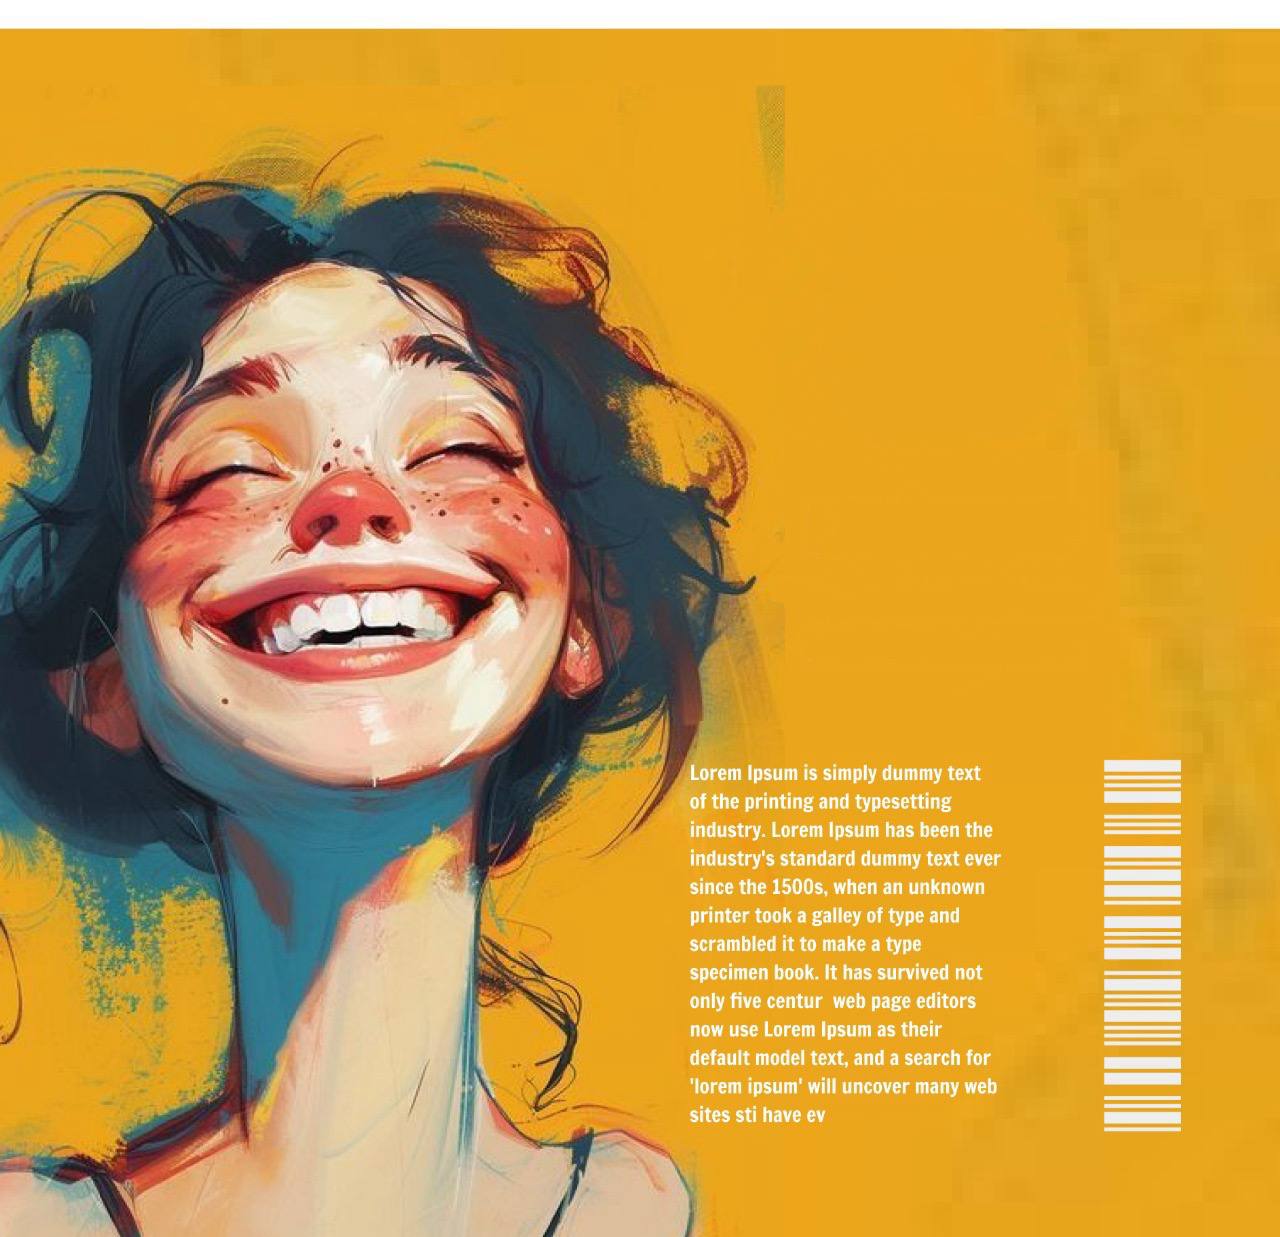 Lorem Ipsum is simply dummy text
of the printing and typesetting
industry. Lorem Ipsum has been the
industry's standard dummy text ever
since the 1500s, when an unknown
printer took a galley of type and
scrambled it to make a type
specimen book. It has survived not
only five centur  web page editors
now use Lorem Ipsum as their
default model text, and a search for
'lorem ipsum' will uncover many web
sites sti have ev